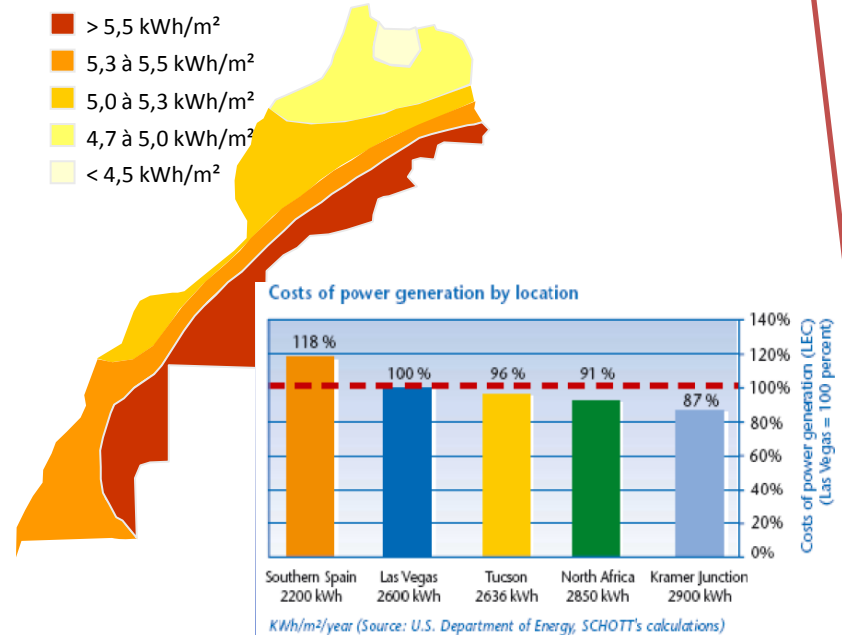 > 5,5 kWh/m²
5,3 à 5,5 kWh/m²
5,0 à 5,3 kWh/m²
4,7 à 5,0 kWh/m²
< 4,5 kWh/m²
Costs of power generation by location
118 %
100 %
96 %
91 %
87 %
140%
120%
100%
80%
60%
40%
20%
0%
Costs of power generation (LEC)
(Las Vegas = 100 percent)
Southern Spain
2200 kWh
Las Vegas
2600 kWh
Tucson
2636 kWh
North Africa
2850 kWh
Kramer Junction
2900 kWh
KWh/m²/year (Source: U.S. Department of Energy, SCHOTT's calculations)